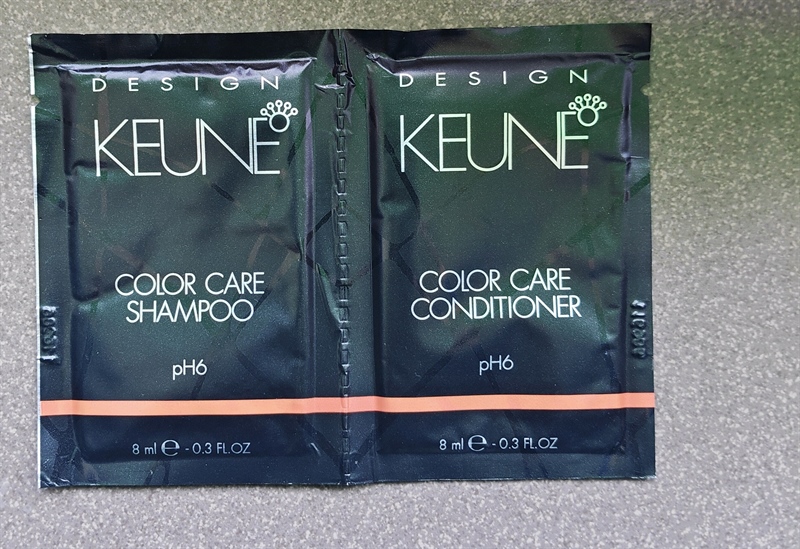 DESIGN
KEUNE
COLOR CARE
SHAMPOO
pH6
8 ml ℮ - 0.3 FL.OZ
DESIGN
KEUNE
COLOR CARE
CONDITIONER
pH6
8 ml ℮ - 0.3 FL.OZ